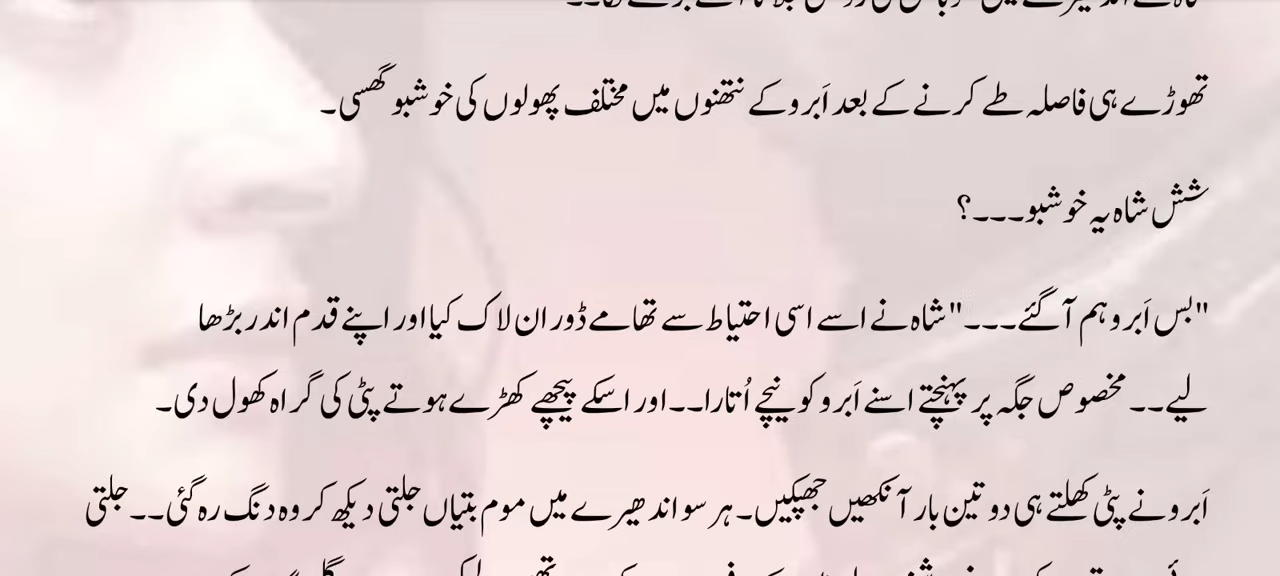 تھوڑے ہی فاصلہ طے کرنے کے بعد اَبرو کے نتھنوں میں مختلف پھولوں کی خوشبو گھسی۔
شش شاہ یہ خوشبو۔۔۔؟
"بس اَبرو ہم آگئے۔۔۔" شاہ نے اسے اسی احتیاط سے تھامے ڈور ان لاک کیا اور اپنے قدم اندر بڑھا
لیے۔۔ مخصوص جگہ پر پہنچتے اسنے اَبرو کو نیچے اُتارا۔۔ اور اسکے پیچھے کھڑے ہوتے پٹی کی گراہ کھول دی۔
اَبرو نے پٹی کھلتے ہی دو تین بار آنکھیں جھپکیں۔ ہر سو اندھیرے میں موم بتیاں جلتی دیکھ کر وہ دنگ رہ گئی۔۔ جلتی